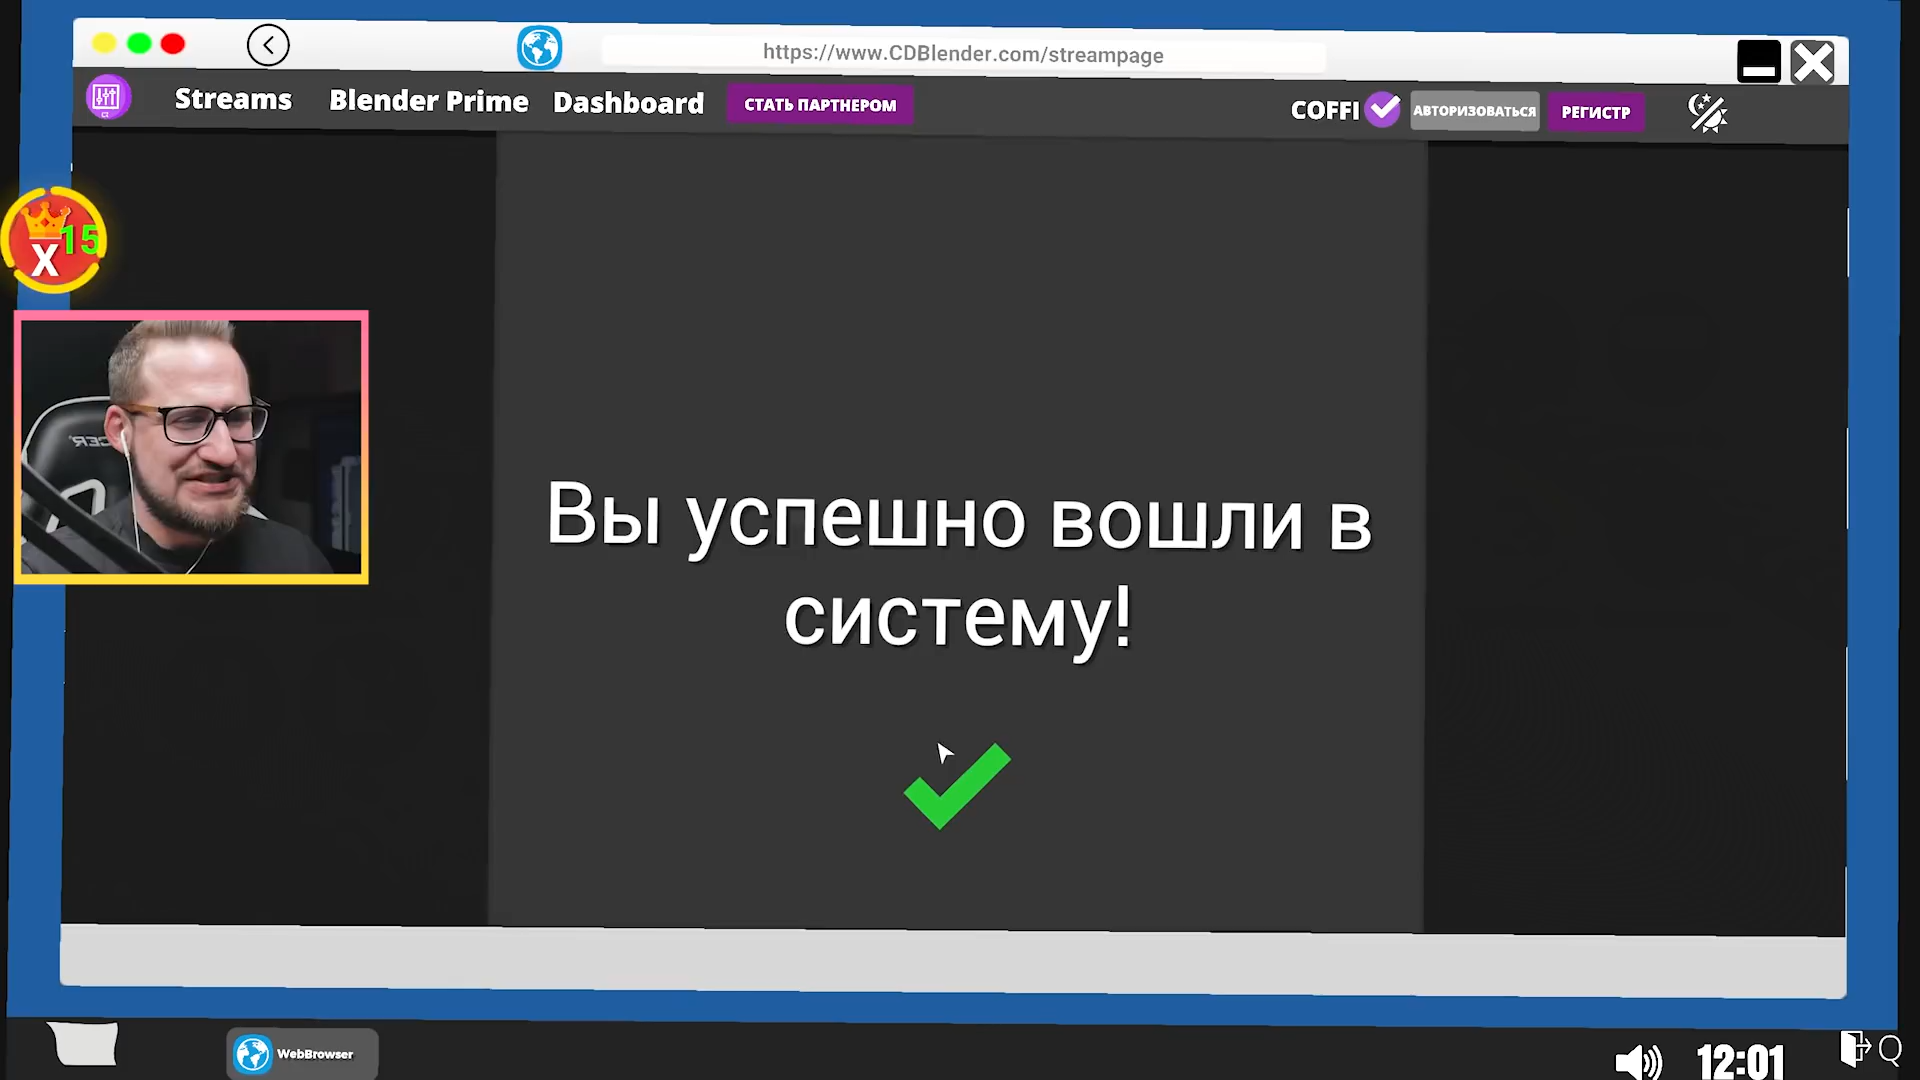 https://www.CDBlender.com/streampage
Streams Blender Prime Dashboard СТАТЬ ПАРТНЕРОМ COFFI АВТОРИЗОВАТЬСЯ РЕГИСТР
X 15
Вы успешно вошли в
систему!
WebBrowser
12:01
Q